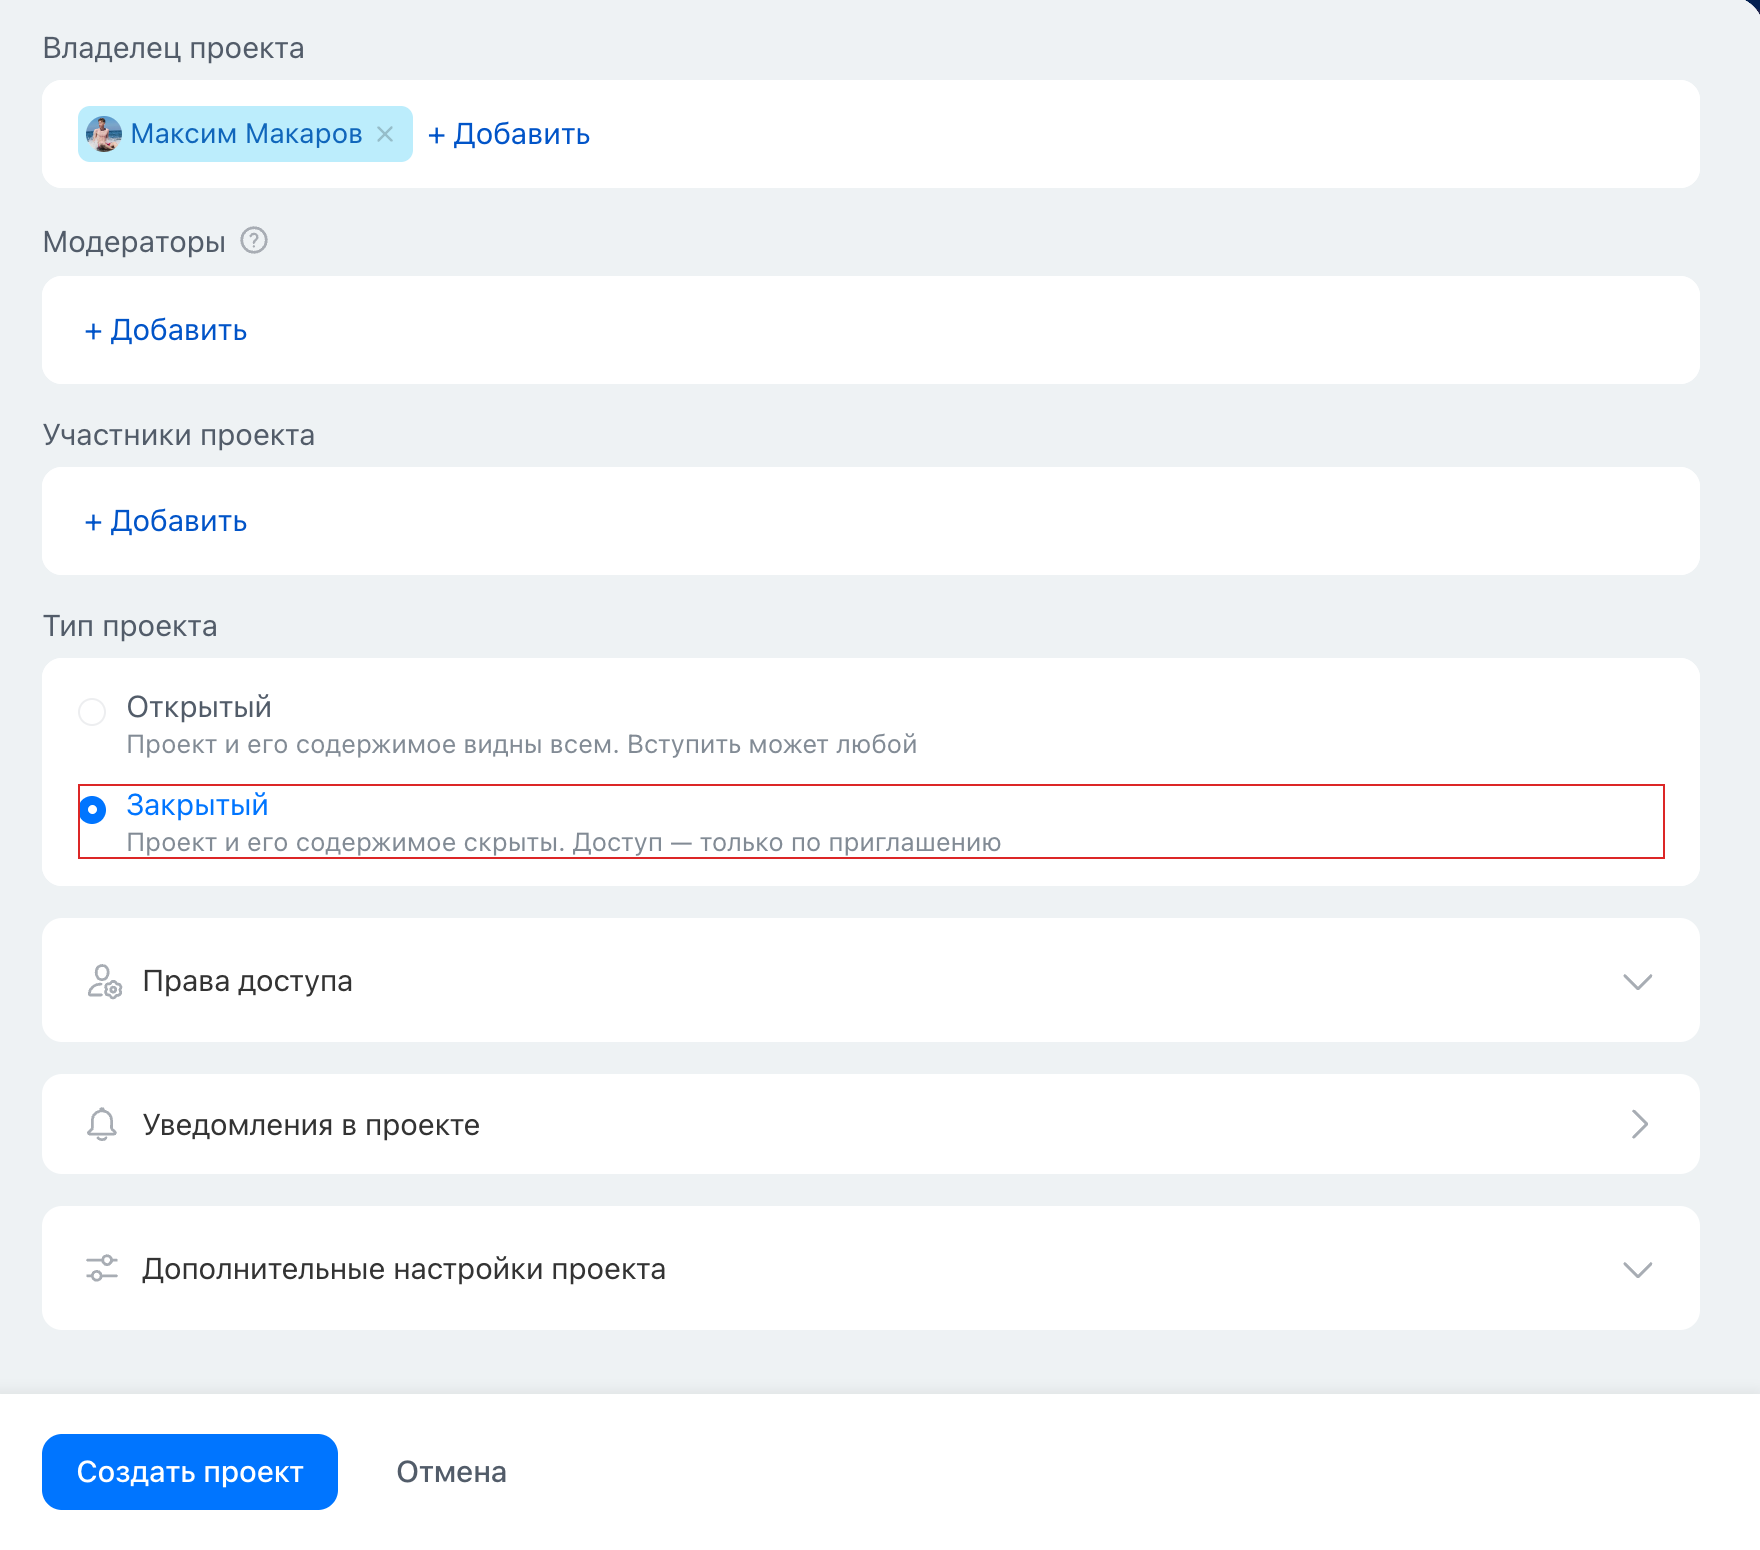 Владелец проекта
Максим Макаров × + Добавить
Модераторы ?
+ Добавить
Участники проекта
+ Добавить
Тип проекта
Открытый
Проект и его содержимое видны всем. Вступить может любой
Закрытый
Проект и его содержимое скрыты. Доступ — только по приглашению
Права доступа
Уведомления в проекте
Дополнительные настройки проекта
Создать проект Отмена